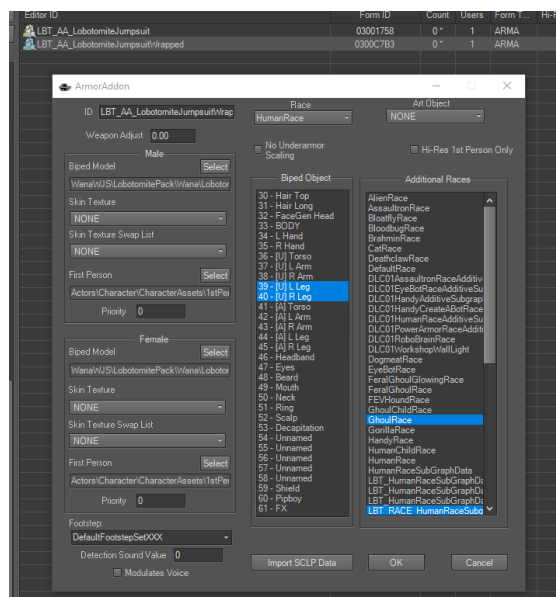 Editor ID Form ID Count Users Form T... Hi-R
LBT_AA_LobotomiteJumpsuit 03001758 0 * 1 ARMA
LBT_AA_LobotomiteJumpsuitWrapped 0300C7B3 0 * 1 ARMA
ArmorAddon
ID LBT_AA_LobotomiteJumpsuitWrap
Race
HumanRace
Art Object
NONE
Weapon Adjust 0.00
No Underarmor Scaling
Hi-Res 1st Person Only
Male
Biped Model Select
WanaWJS\LobotomitePack\Wana\Lobotor
Skin Texture
NONE
Skin Texture Swap List
NONE
First Person Select
Actors\Character\CharacterAssets\1stPei
Priority 0
Female
Biped Model Select
WanaWJS\LobotomitePack\Wana\Lobotor
Skin Texture
NONE
Skin Texture Swap List
NONE
First Person Select
Actors\Character\CharacterAssets\1stPei
Priority 0
Footstep:
DefaultFootstepSetXXX
Detection Sound Value 0
Modulates Voice
Biped Object
30 - Hair Top
31 - Hair Long
32 - FaceGen Head
33 - BODY
34 - L Hand
35 - R Hand
36 - [U] Torso
37 - [U] L Arm
38 - [U] R Arm
39 - [U] L Leg
40 - [U] R Leg
41 - [A] Torso
42 - [A] L Arm
43 - [A] R Arm
44 - [A] L Leg
45 - [A] R Leg
46 - Headband
47 - Eyes
48 - Beard
49 - Mouth
50 - Neck
51 - Ring
52 - Scalp
53 - Decapitation
54 - Unnamed
55 - Unnamed
56 - Unnamed
57 - Unnamed
58 - Unnamed
59 - Shield
60 - Pipboy
61 - FX
Additional Races
AlienRace
AssaultronRace
BloatflyRace
BloodbugRace
BrahminRace
CatRace
DeathclawRace
DefaultRace
DLC01AssaultronRaceAdditive
DLC01EyeBotRaceAdditiveSu
DLC01HandyAdditiveSubgrap
DLC01HandyCreateABotRace
DLC01HumanRaceAdditiveSu
DLC01PowerArmorRaceAdditi
DLC01RoboBrainRace
DLC01WorkshopWallLight
DogmeatRace
EyeBotRace
FeralGhoulGlowingRace
FeralGhoulRace
FEVHoundRace
GhoulChildRace
GhoulRace
GorillaRace
HandyRace
HumanChildRace
HumanRace
HumanRaceSubGraphData
LBT_HumanRaceSubGraphDa
LBT_HumanRaceSubGraphDa
LBT_RACE_HumanRaceSubg
Import SCLP Data
OK
Cancel